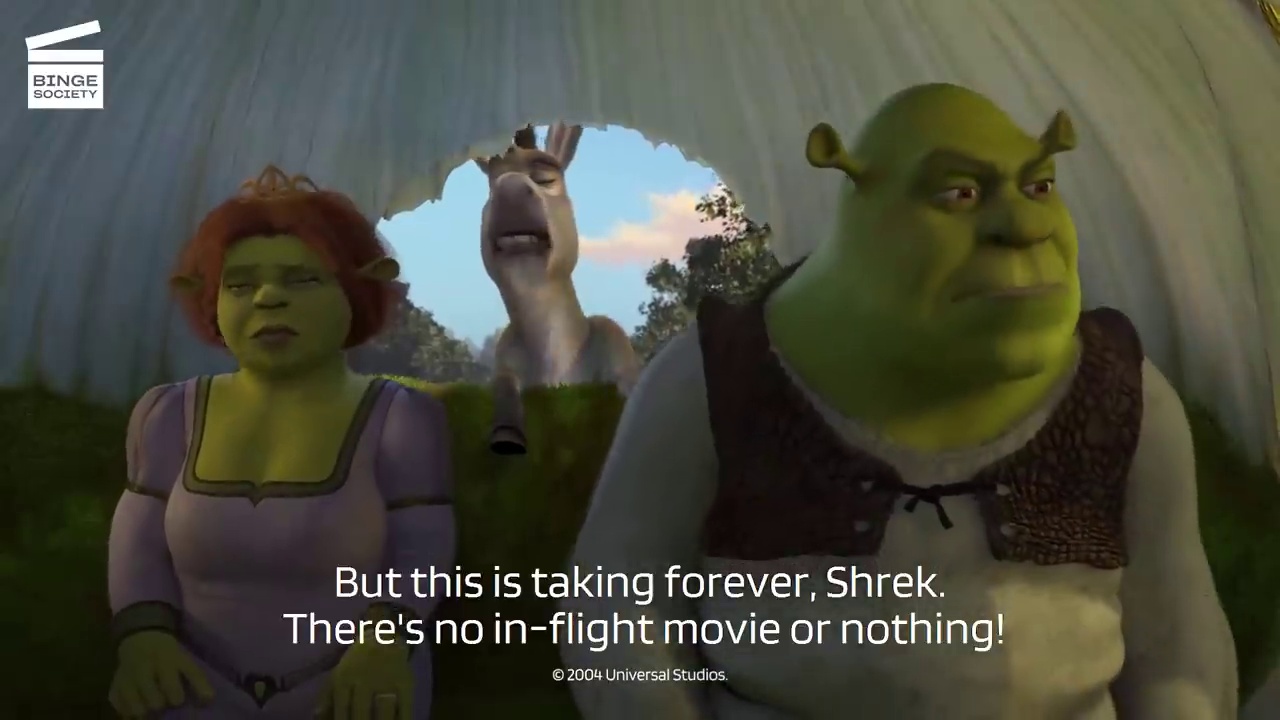 BINGE
SOCIETY
But this is taking forever, Shrek.
There's no in-flight movie or nothing!
© 2004 Universal Studios.